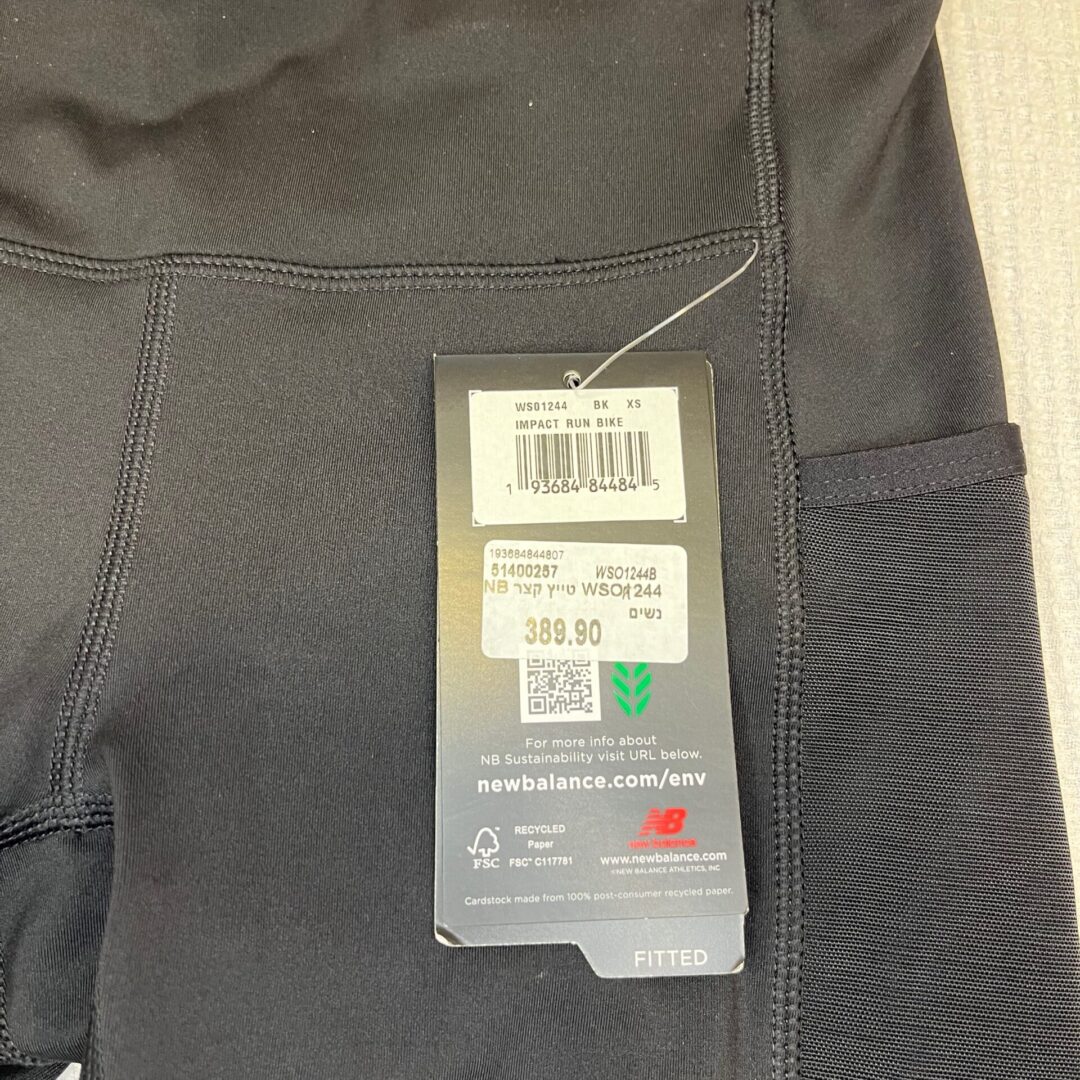 WS01244 BK XS
IMPACT RUN BIKE
1 93684 84484 5
193684844807
51400257 WSO1244B
NB טייץ קצר WSO1244
נשים
389.90
For more info about
NB Sustainability visit URL below.
newbalance.com/env
FSC
RECYCLED
Paper
FSC® C117781
NB
www.newbalance.com
©NEW BALANCE ATHLETICS, INC
Cardstock made from 100% post-consumer recycled paper.
FITTED